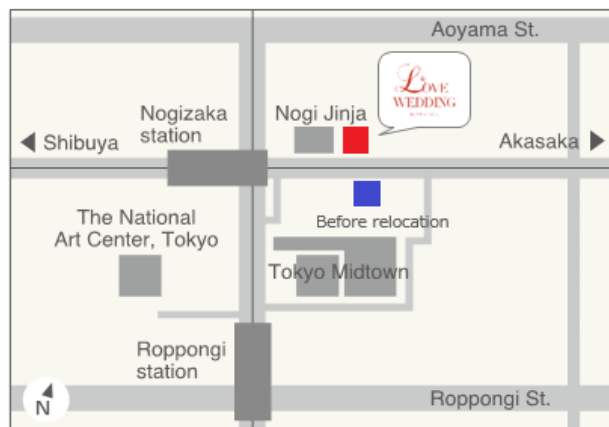 Aoyama St.
LOVE
WEDDING
Nogizaka
station
Nogi Jinja
Shibuya
Akasaka
The National
Art Center, Tokyo
Before relocation
Tokyo Midtown
Roppongi
station
Roppongi St.
N